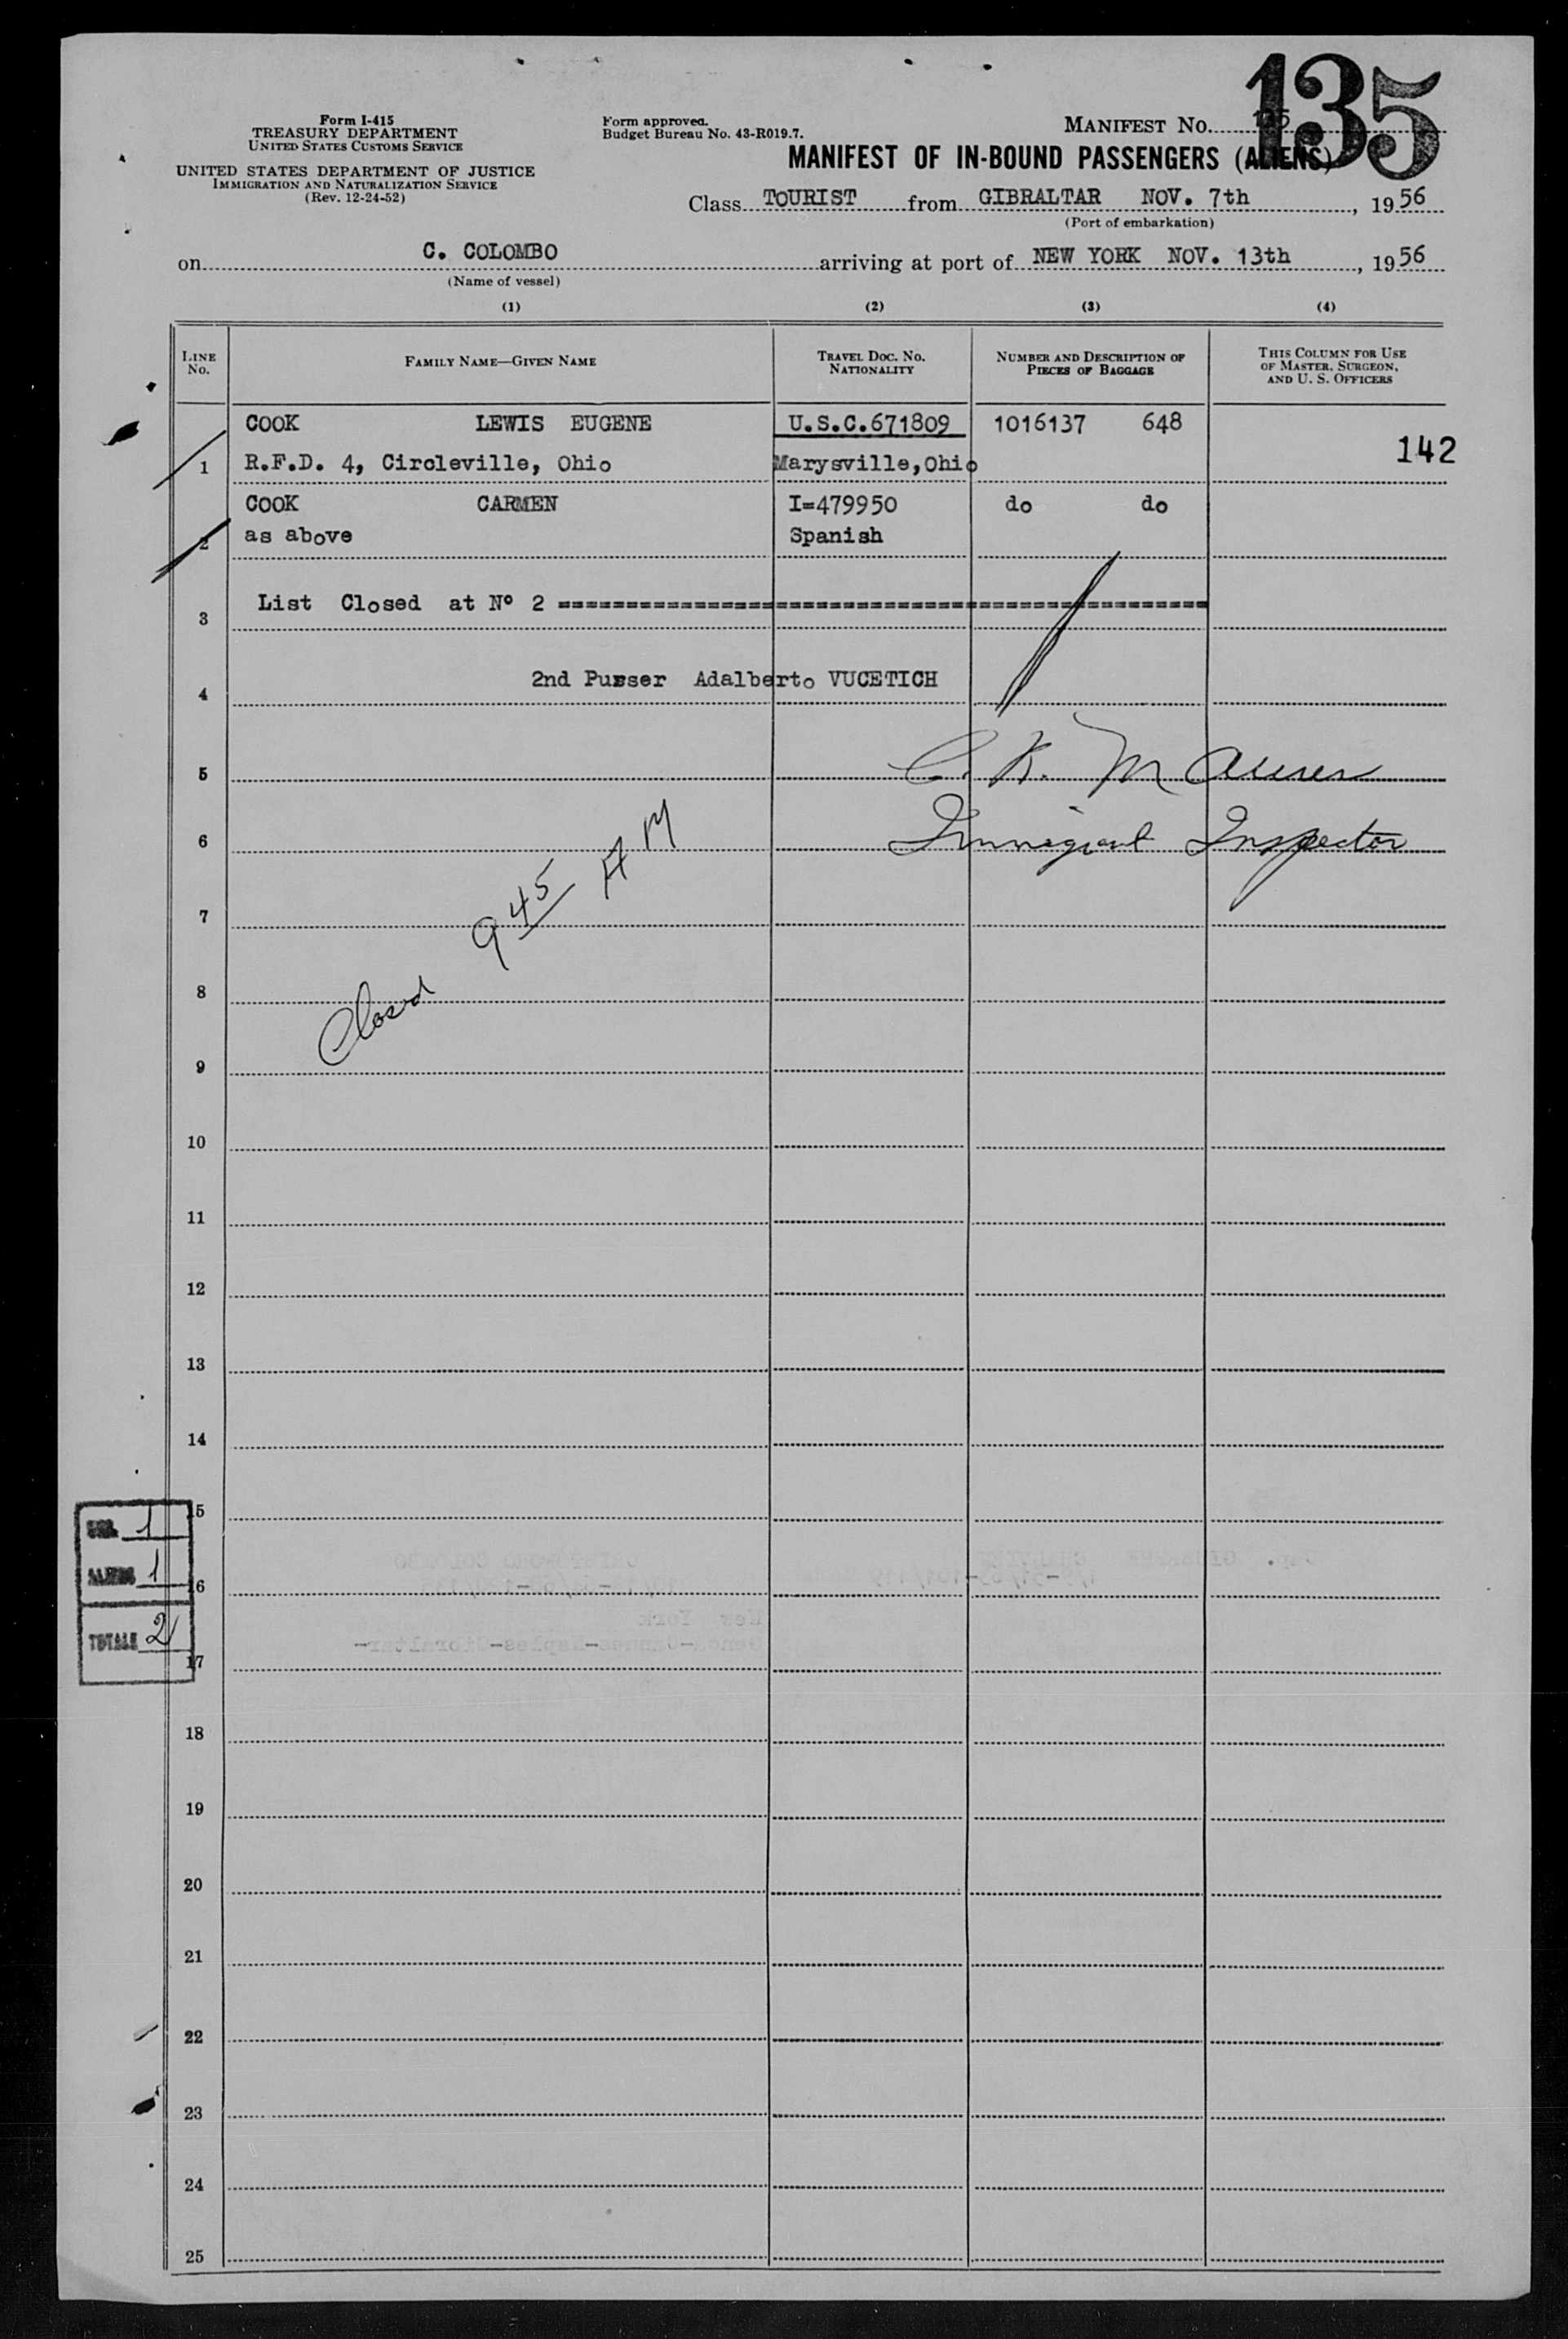 135
Form I-415
TREASURY DEPARTMENT
UNITED STATES CUSTOMS SERVICE
UNITED STATES DEPARTMENT OF JUSTICE
IMMIGRATION AND NATURALIZATION SERVICE
(Rev. 12-24-52)
Form approved.
Budget Bureau No. 43-R019.7.
MANIFEST No. 135
MANIFEST OF IN-BOUND PASSENGERS (ALIENS)
Class TOURIST from GIBRALTAR NOV. 7th, 1956
(Port of embarkation)
on C. COLOMBO arriving at port of NEW YORK NOV. 13th, 1956
(Name of vessel)
(1) (2) (3) (4)
LINE No. FAMILY NAME—GIVEN NAME TRAVEL DOC. NO. NATIONALITY NUMBER AND DESCRIPTION OF PIECES OF BAGGAGE THIS COLUMN FOR USE OF MASTER, SURGEON, AND U. S. OFFICERS
COOK LEWIS EUGENE U.S.C.671809 1016137 648
1 R.F.D. 4, Circleville, Ohio Marysville,Ohio 142
COOK CARMEN I=479950 do do
2 as above Spanish
3 List Closed at Nº 2 ================================================
4 2nd Purser Adalberto VUCETICH
5 C. K. Maurer
6 Immigrant Inspector
7
Closed 9 45 AM
8
9
10
11
12
13
14
15
16
17
USA 1
ALIENS 1
TOTALE 2
18
19
20
21
22
23
24
25